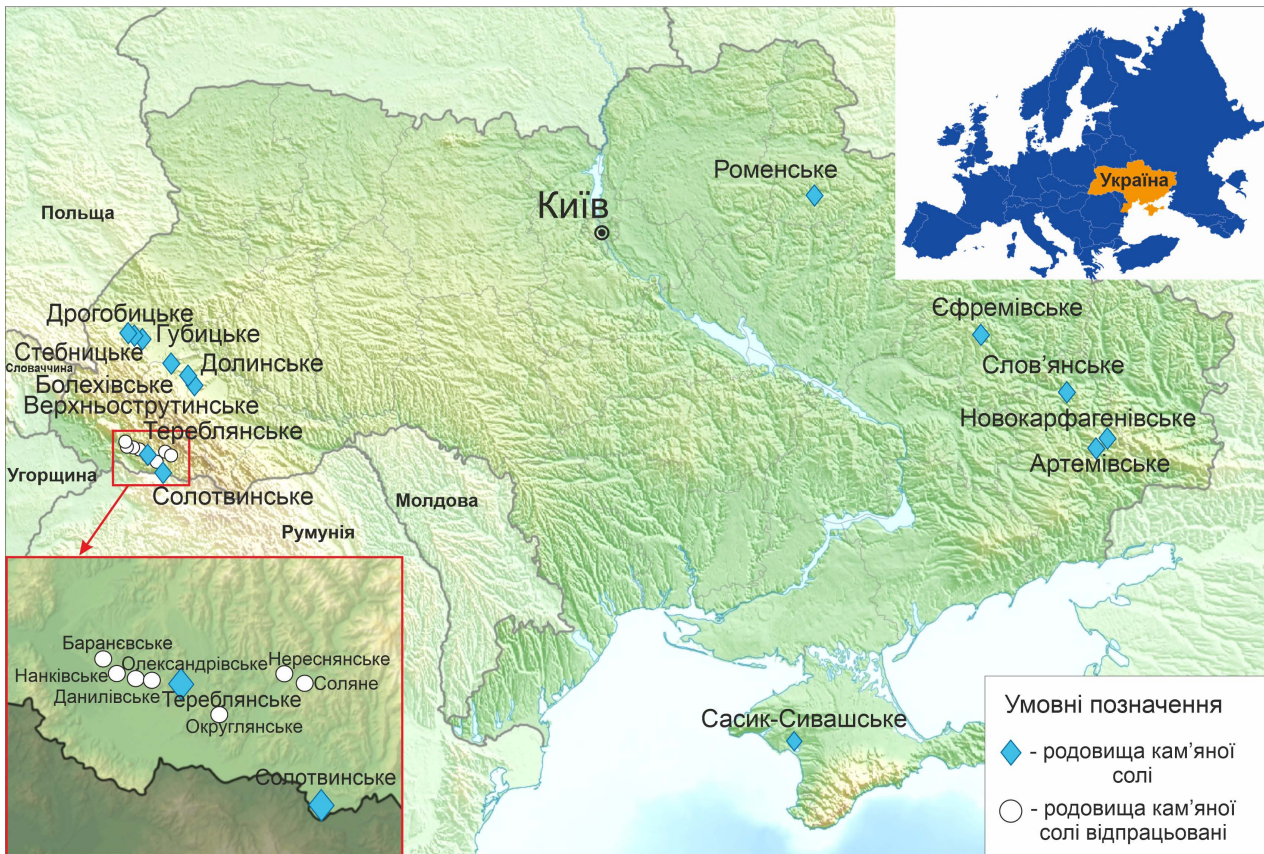 Україна
Роменське
Київ
Польща
Єфремівське
Дрогобицьке
Губицьке
Стебницьке
Словаччина
Долинське
Болехівське
Верхньострутинське
Слов’янське
Новокарфагенівське
Артемівське
Тереблянське
Угорщина
Солотвинське
Молдова
Румунія
Баранєвське
Олександрівське
Нереснянське
Нанківське
Соляне
Данилівське
Тереблянське
Округлянське
Солотвинське
Сасик-Сивашське
Умовні позначення
- родовища кам’яної
солі
- родовища кам’яної
солі відпрацьовані